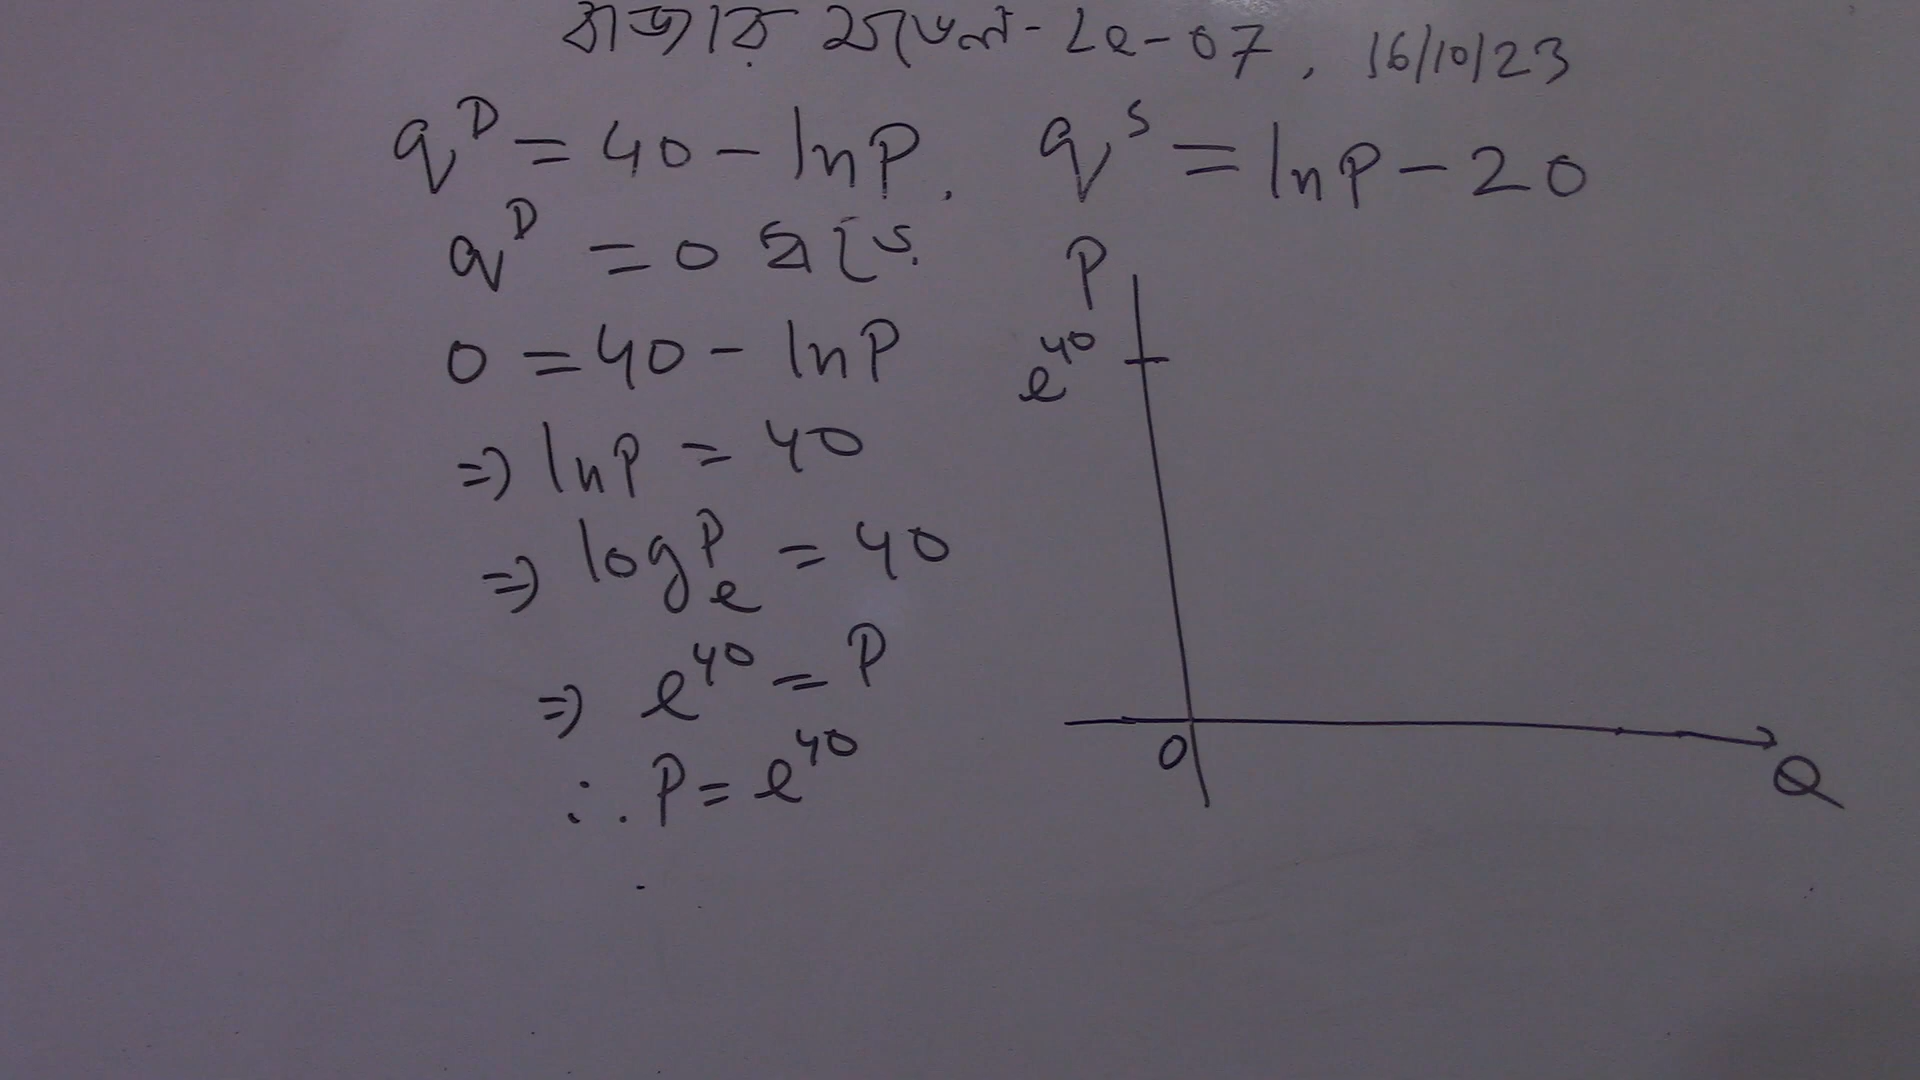 বাজার মডেল - Le-07, 16/10/23
q^D = 40 - lnP, q^S = lnP - 20
q^D = 0 হলে,
0 = 40 - lnP
⇒ lnP = 40
⇒ log_e^P = 40
⇒ e^40 = P
∴ P = e^40
P
e^40
0
Q